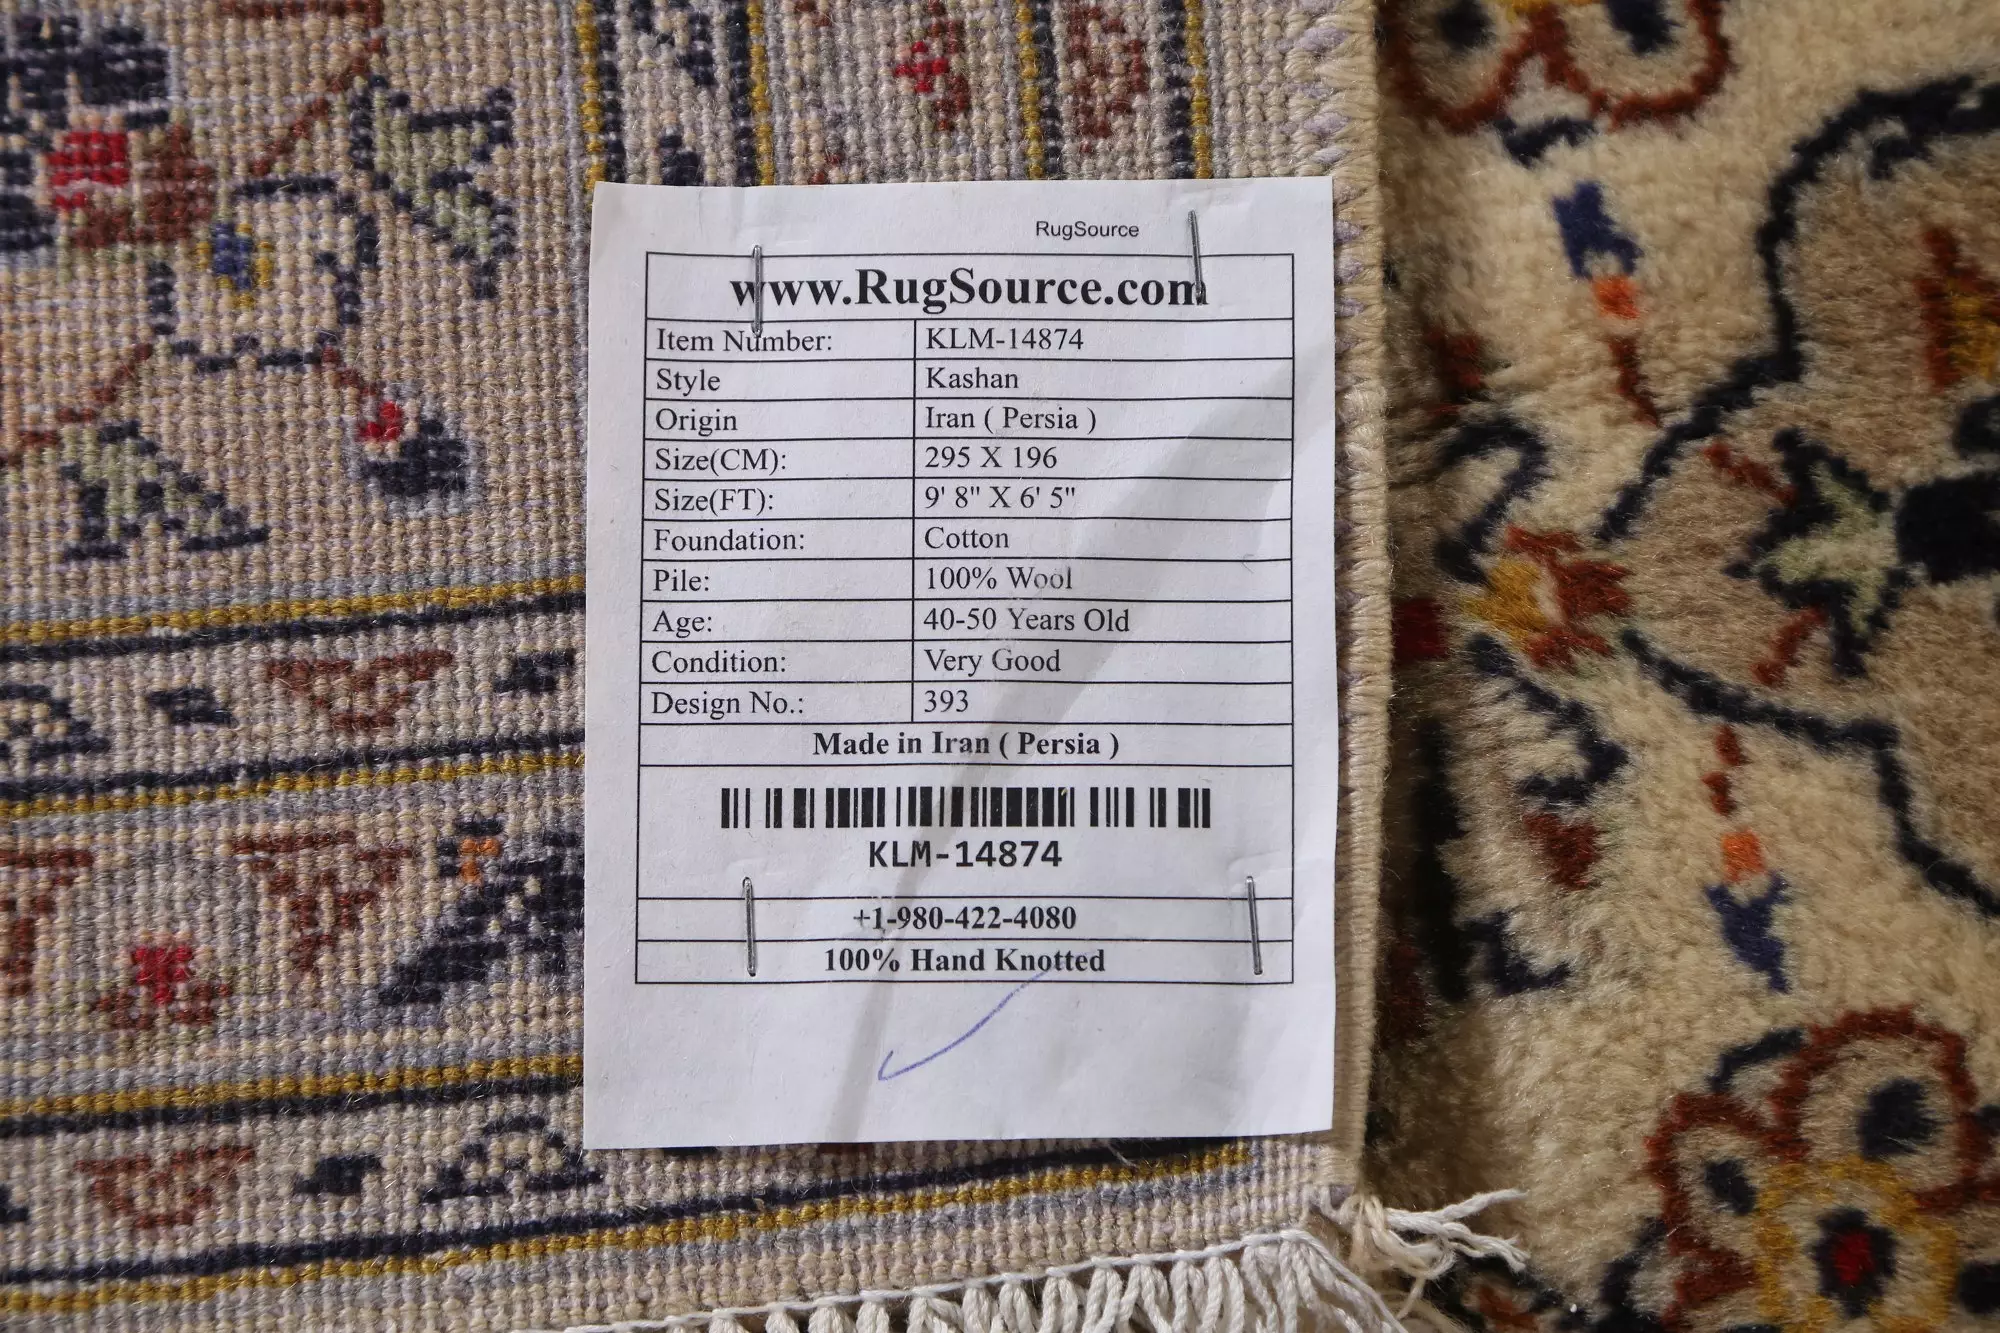 RugSource
www.RugSource.com
Item Number: KLM-14874
Style Kashan
Origin Iran ( Persia )
Size(CM): 295 X 196
Size(FT): 9' 8" X 6' 5"
Foundation: Cotton
Pile: 100% Wool
Age: 40-50 Years Old
Condition: Very Good
Design No.: 393
Made in Iran ( Persia )
KLM-14874
+1-980-422-4080
100% Hand Knotted